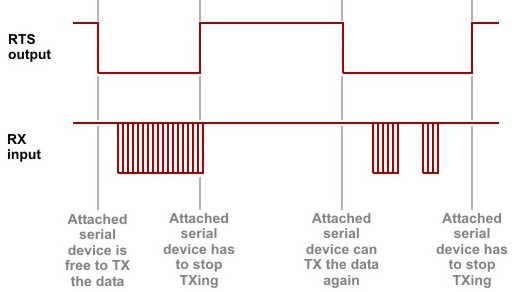 RTS
output
RX
input
Attached
serial
device is
free to TX
the data
Attached
serial
device has
to stop
TXing
Attached
serial
device can
TX the data
again
Attached
serial
device has
to stop
TXing